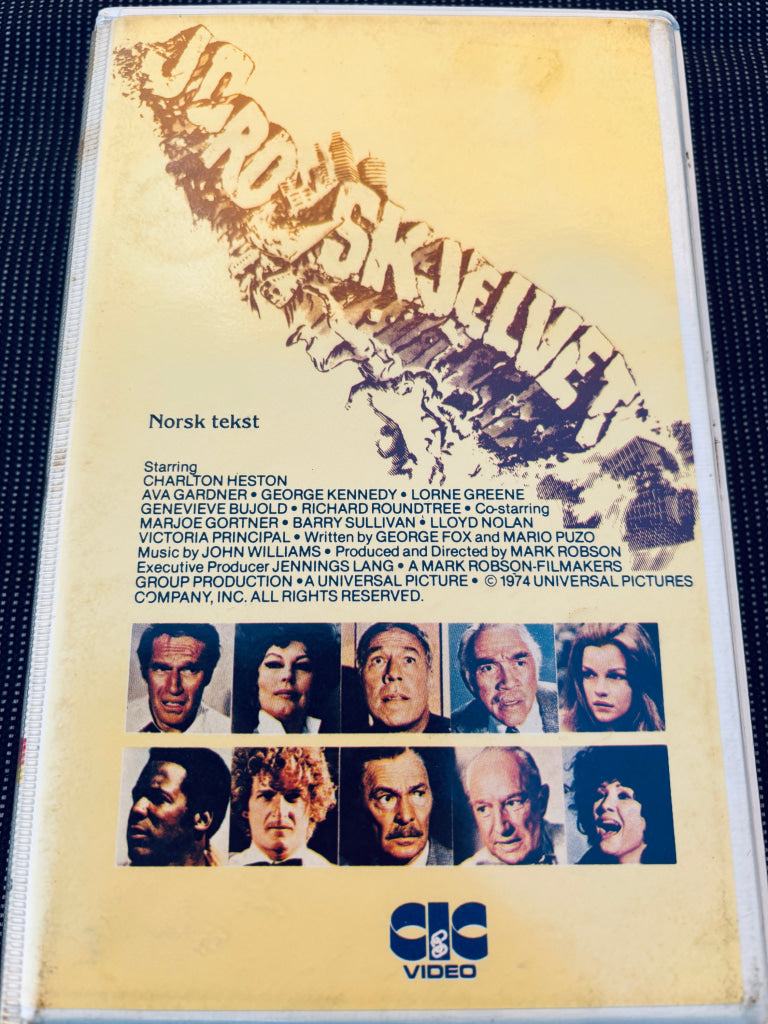 JORDSKJELVET
Norsk tekst
Starring
CHARLTON HESTON
AVA GARDNER • GEORGE KENNEDY • LORNE GREENE
GENEVIEVE BUJOLD • RICHARD ROUNDTREE • Co-starring
MARJOE GORTNER • BARRY SULLIVAN • LLOYD NOLAN
VICTORIA PRINCIPAL • Written by GEORGE FOX and MARIO PUZO
Music by JOHN WILLIAMS • Produced and Directed by MARK ROBSON
Executive Producer JENNINGS LANG • A MARK ROBSON-FILMAKERS
GROUP PRODUCTION • A UNIVERSAL PICTURE • © 1974 UNIVERSAL PICTURES
COMPANY, INC. ALL RIGHTS RESERVED.
CIC
VIDEO